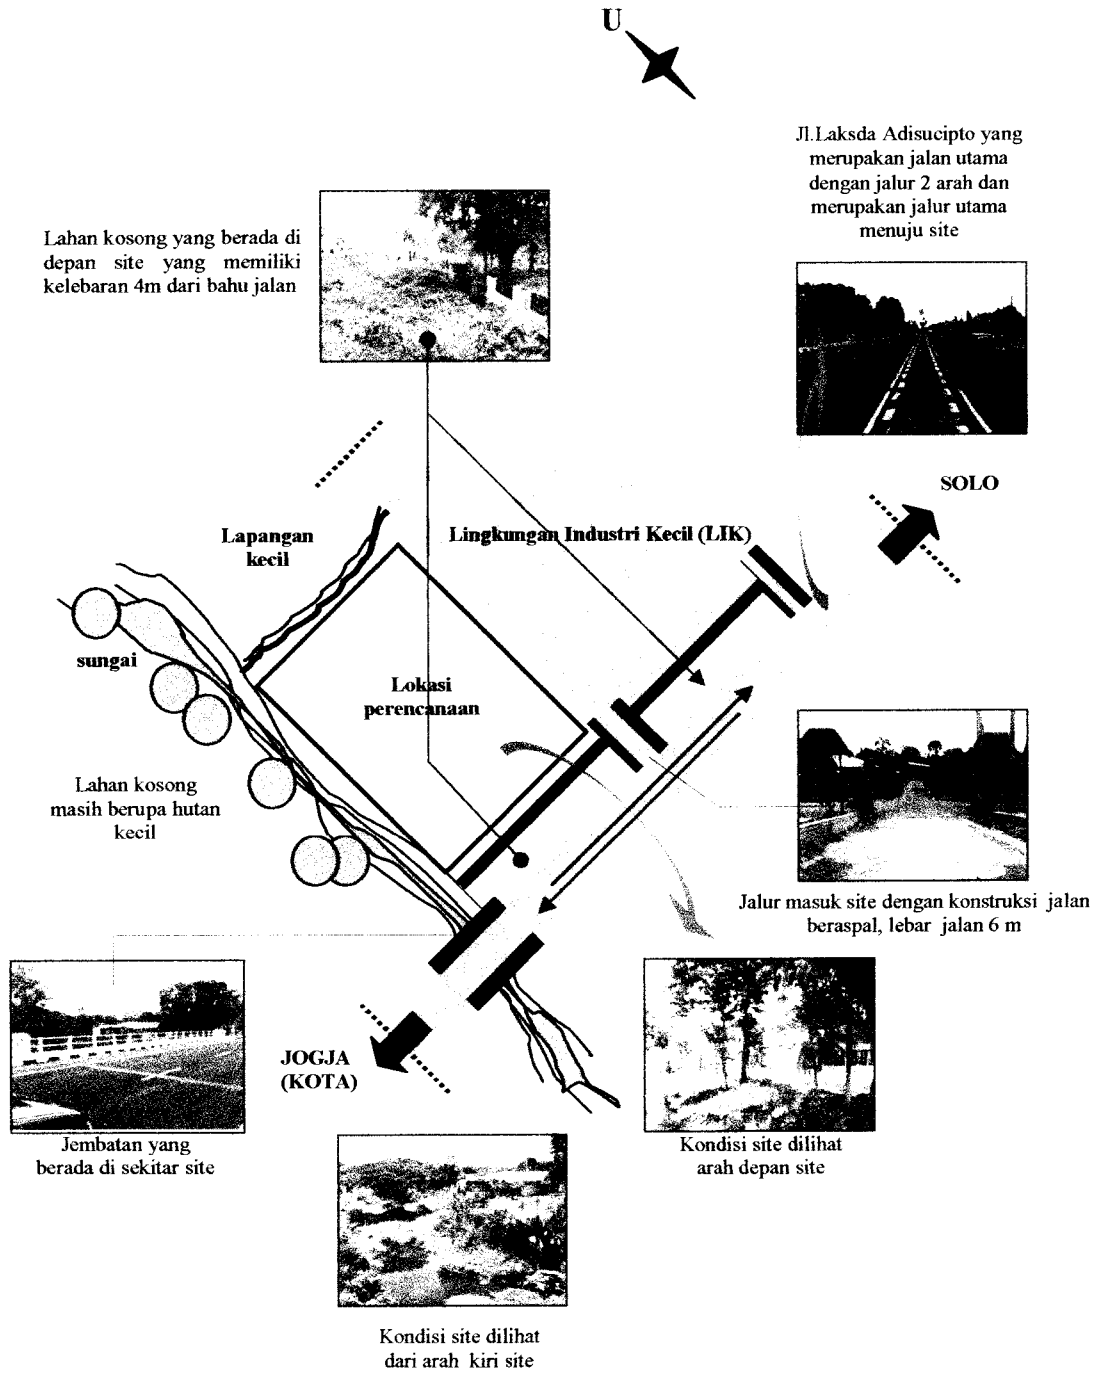 U
Jl.Laksda Adisucipto yang
merupakan jalan utama
dengan jalur 2 arah dan
merupakan jalur utama
menuju site
Lahan kosong yang berada di
depan site yang memiliki
kelebaran 4m dari bahu jalan
SOLO
Lapangan
kecil
Lingkungan Industri Kecil (LIK)
sungai
Lokasi
perencanaan
Lahan kosong
masih berupa hutan
kecil
Jalur masuk site dengan konstruksi jalan
beraspal, lebar jalan 6 m
JOGJA
(KOTA)
Jembatan yang
berada di sekitar site
Kondisi site dilihat
arah depan site
Kondisi site dilihat
dari arah kiri site